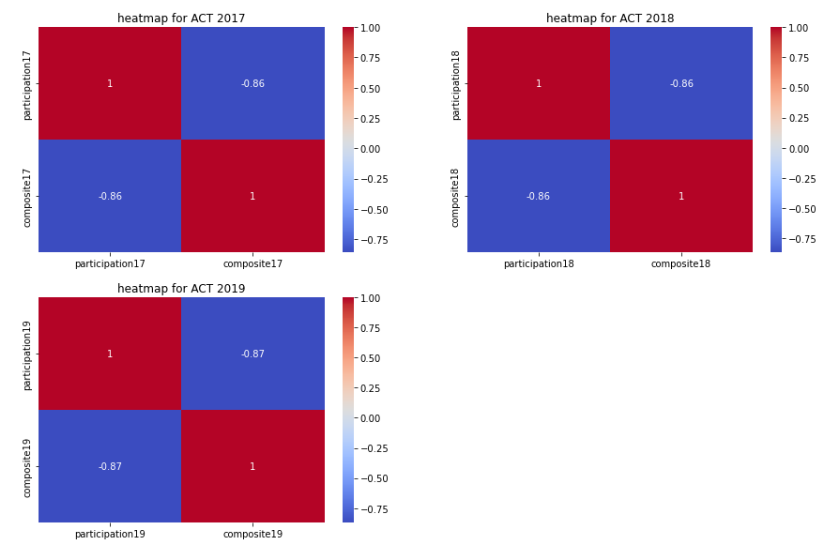 heatmap for ACT 2017
participation17
composite17
1
-0.86
-0.86
1
participation17
composite17
1.00
0.75
0.50
0.25
0.00
−0.25
−0.50
−0.75
heatmap for ACT 2018
participation18
composite18
1
-0.86
-0.86
1
participation18
composite18
1.00
0.75
0.50
0.25
0.00
−0.25
−0.50
−0.75
heatmap for ACT 2019
participation19
composite19
1
-0.87
-0.87
1
participation19
composite19
1.00
0.75
0.50
0.25
0.00
−0.25
−0.50
−0.75